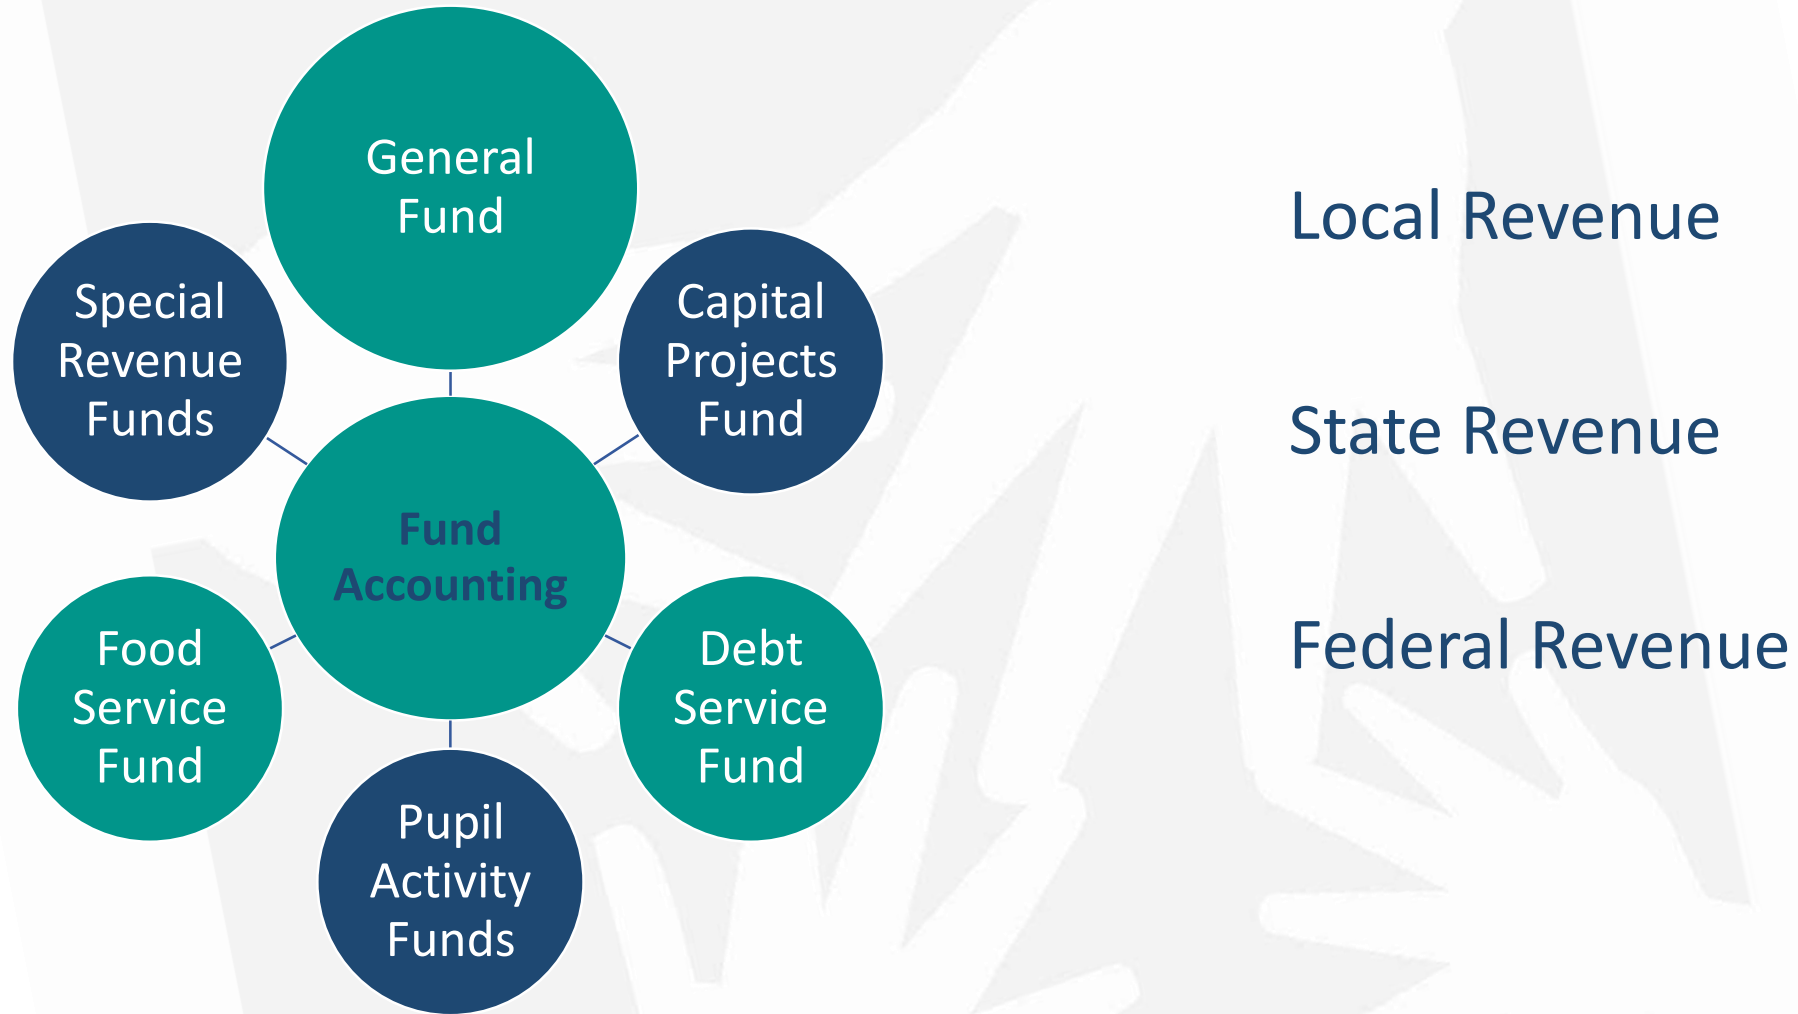 General
Fund
Special
Revenue
Funds
Capital
Projects
Fund
Fund
Accounting
Food
Service
Fund
Debt
Service
Fund
Pupil
Activity
Funds
Local Revenue
State Revenue
Federal Revenue